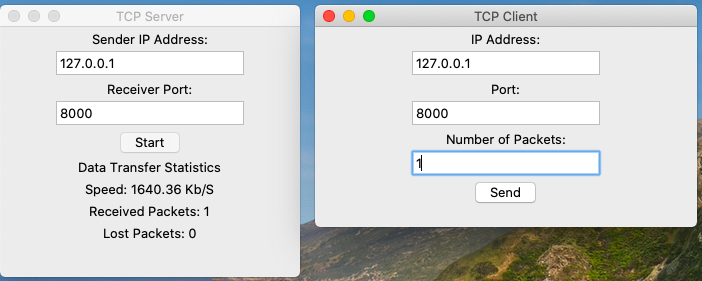 TCP Server
Sender IP Address:
127.0.0.1
Receiver Port:
8000
Start
Data Transfer Statistics
Speed: 1640.36 Kb/S
Received Packets: 1
Lost Packets: 0
TCP Client
IP Address:
127.0.0.1
Port:
8000
Number of Packets:
1
Send